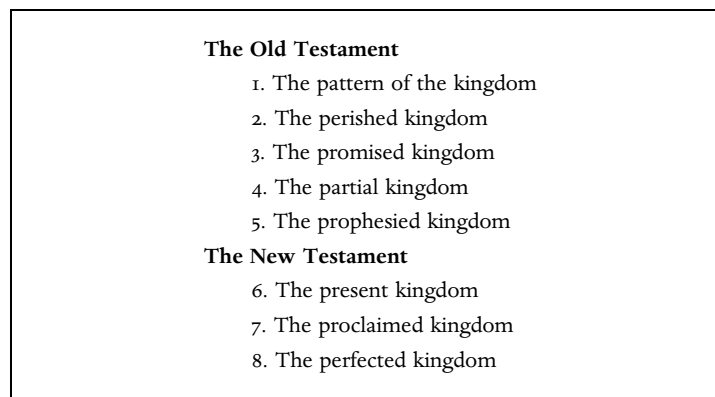 The Old Testament
1. The pattern of the kingdom
2. The perished kingdom
3. The promised kingdom
4. The partial kingdom
5. The prophesied kingdom
The New Testament
6. The present kingdom
7. The proclaimed kingdom
8. The perfected kingdom